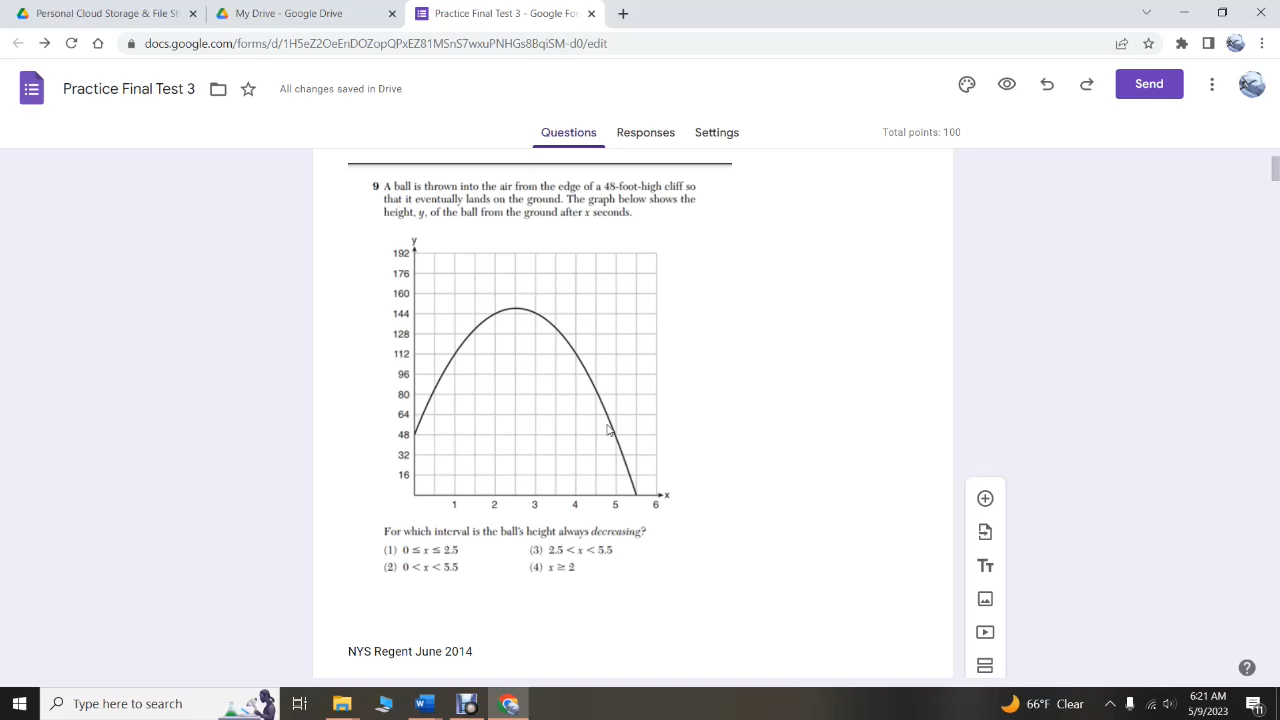 Personal Cloud Storage & File Sh
My Drive - Google Drive
Practice Final Test 3 - Google For
docs.google.com/forms/d/1H5eZ2OeEnDOZopQPxEZ81MSnS7wxuPNHGs8BqiSM-d0/edit
Practice Final Test 3
All changes saved in Drive
Send
Questions
Responses
Settings
Total points: 100
9 A ball is thrown into the air from the edge of a 48-foot-high cliff so
that it eventually lands on the ground. The graph below shows the
height, y, of the ball from the ground after x seconds.
y
192
176
160
144
128
112
96
80
64
48
32
16
1 2 3 4 5 6 x
For which interval is the ball's height always decreasing?
(1) 0 ≤ x ≤ 2.5 (3) 2.5 < x < 5.5
(2) 0 < x < 5.5 (4) x ≥ 2
NYS Regent June 2014
Type here to search
66°F Clear
6:21 AM
5/9/2023